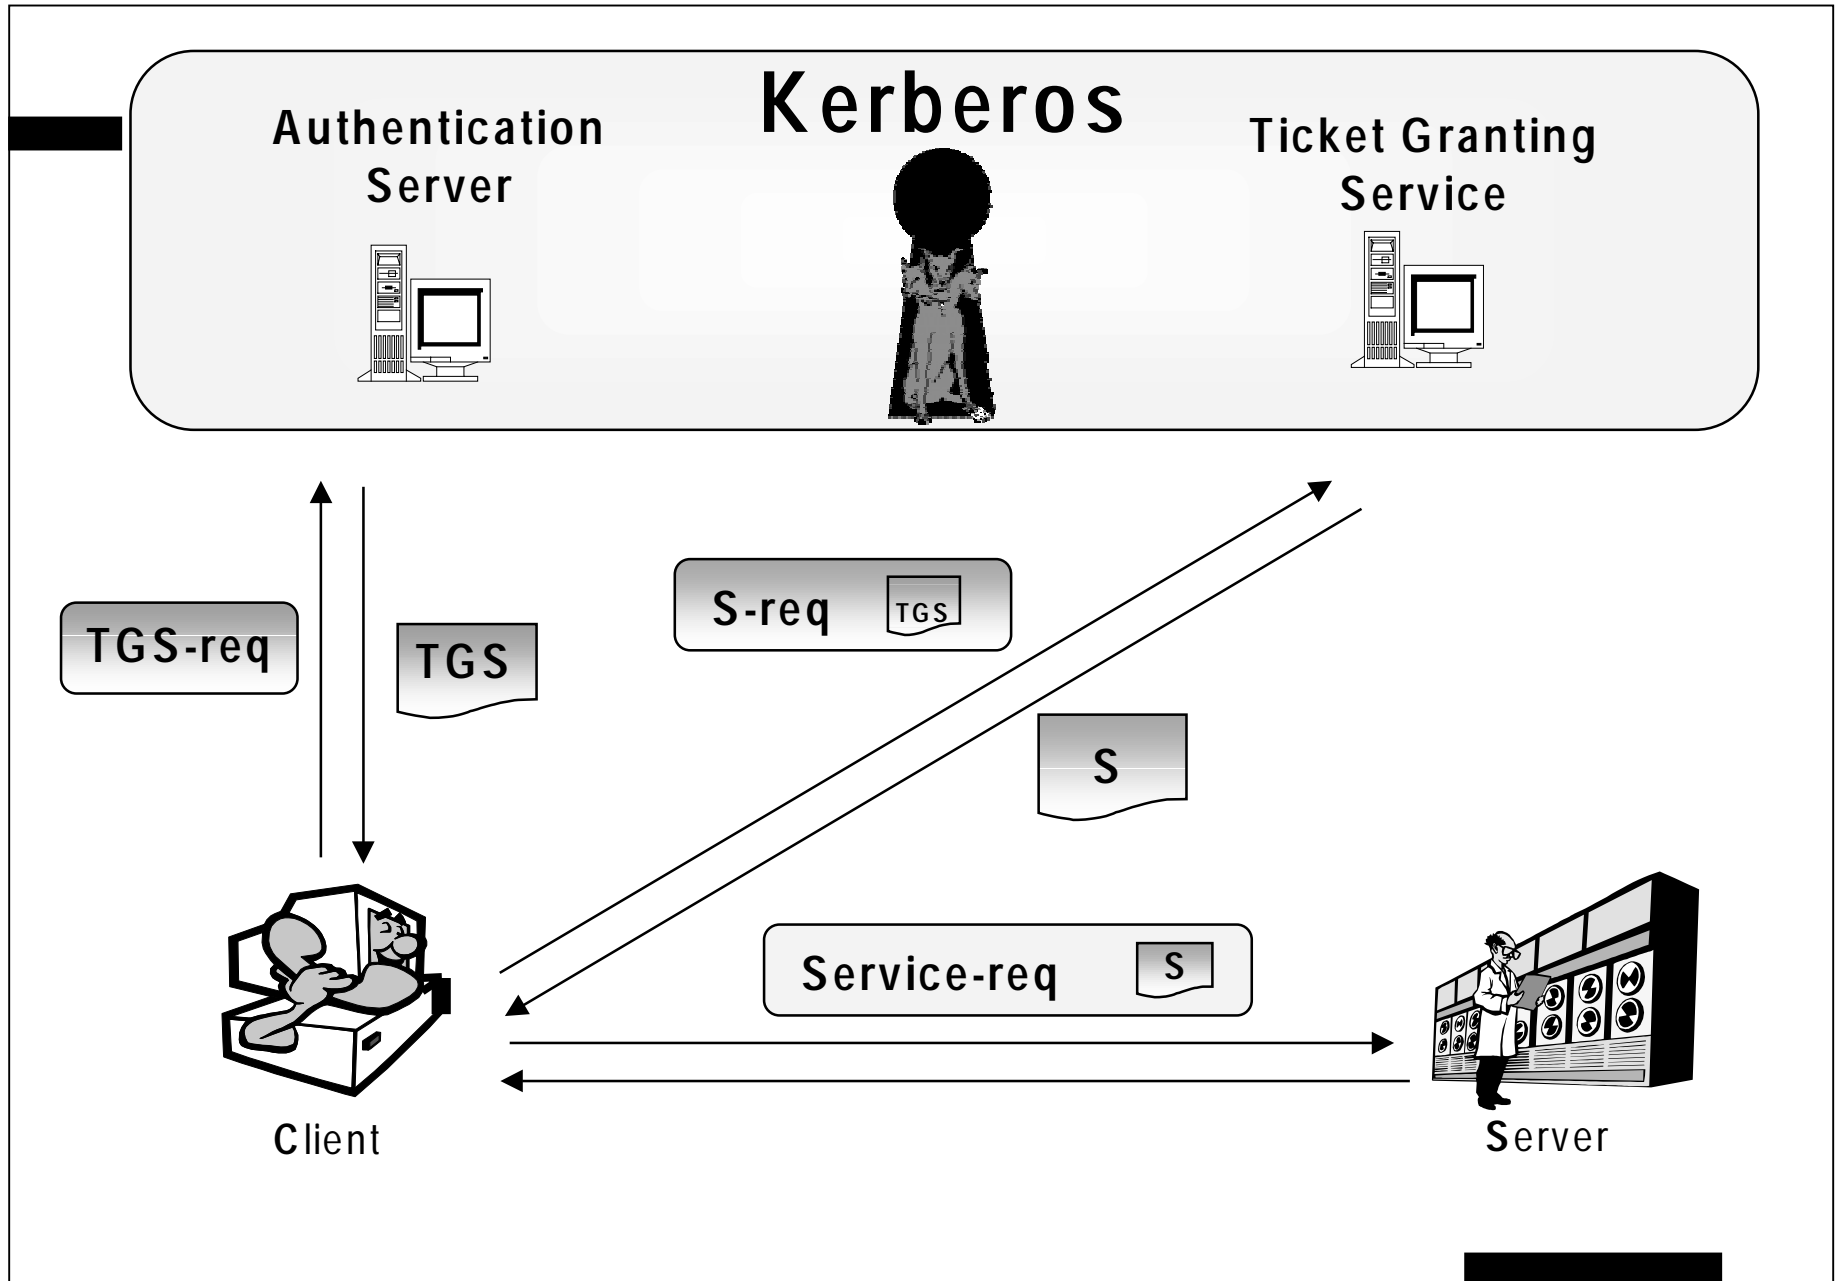 Kerberos
Authentication
Server
Ticket Granting
Service
TGS-req
TGS
S-req
TGS
S
Service-req
S
Client
Server